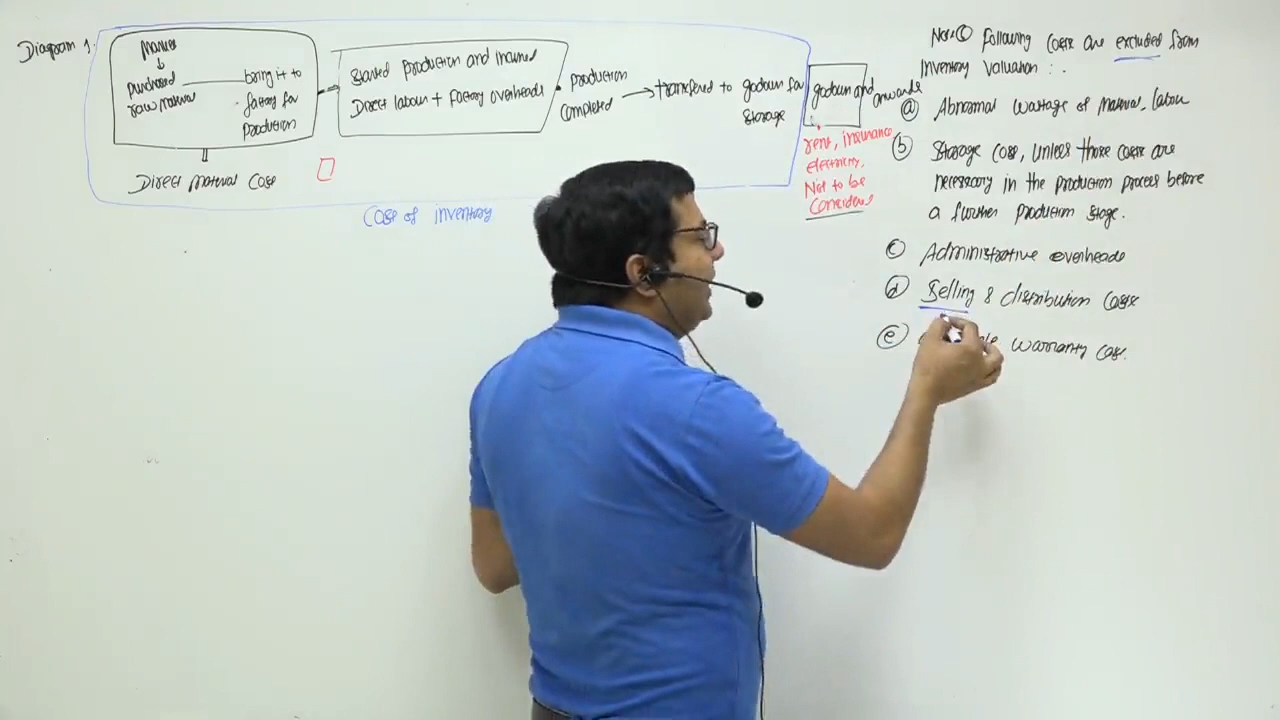 Diagram 1.
Market
↓
purchased
raw material
bring it to
factory for
production
Direct Material Cost
Started production and incurred
Direct labour + factory overheads
production
completed
→ transferred to godown for
storage
godown and onwards
rent, insurance
electricity.
Not to be
Considered
Cost of inventory
Note ① Following costs are excluded from
inventory valuation :-
ⓐ Abnormal wastage of Material, labour
ⓑ Storage cost, unless those costs are
necessary in the production process before
a further production stage.
ⓒ Administrative overheads
ⓓ Selling & distribution costs
ⓔ warranty cost.